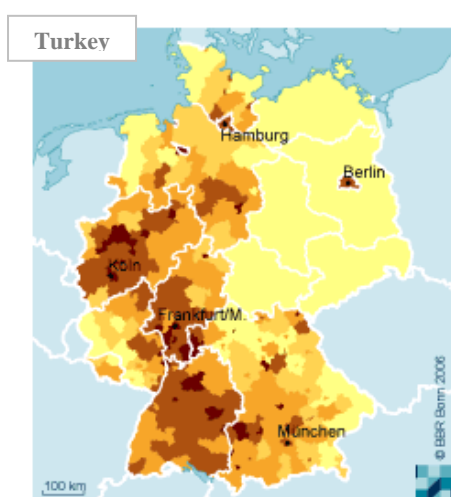 Turkey
Hamburg
Berlin
Köln
Frankfurt/M.
München
© BBR Bonn 2006
100 km